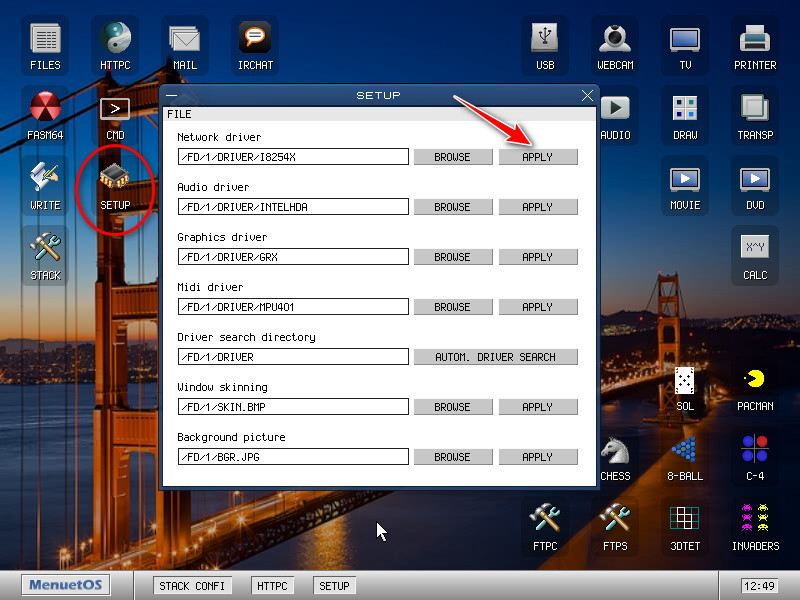 FILES HTTPC MAIL IRCHAT USB WEBCAM TV PRINTER
FASM64 CMD AUDIO DRAW TRANSP
WRITE SETUP MOVIE DVD
STACK CALC
SETUP
FILE
Network driver
/FD/1/DRIVER/I8254X BROWSE APPLY
Audio driver
/FD/1/DRIVER/INTELHDA BROWSE APPLY
Graphics driver
/FD/1/DRIVER/GRX BROWSE APPLY
Midi driver
/FD/1/DRIVER/MPU401 BROWSE APPLY
Driver search directory
/FD/1/DRIVER AUTOM. DRIVER SEARCH
Window skinning
/FD/1/SKIN.BMP BROWSE APPLY
Background picture
/FD/1/BGR.JPG BROWSE APPLY
X^Y
SOL PACMAN
CHESS 8-BALL C-4
FTPC FTPS 3DTET INVADERS
MenuetOS STACK CONFI HTTPC SETUP 12:49